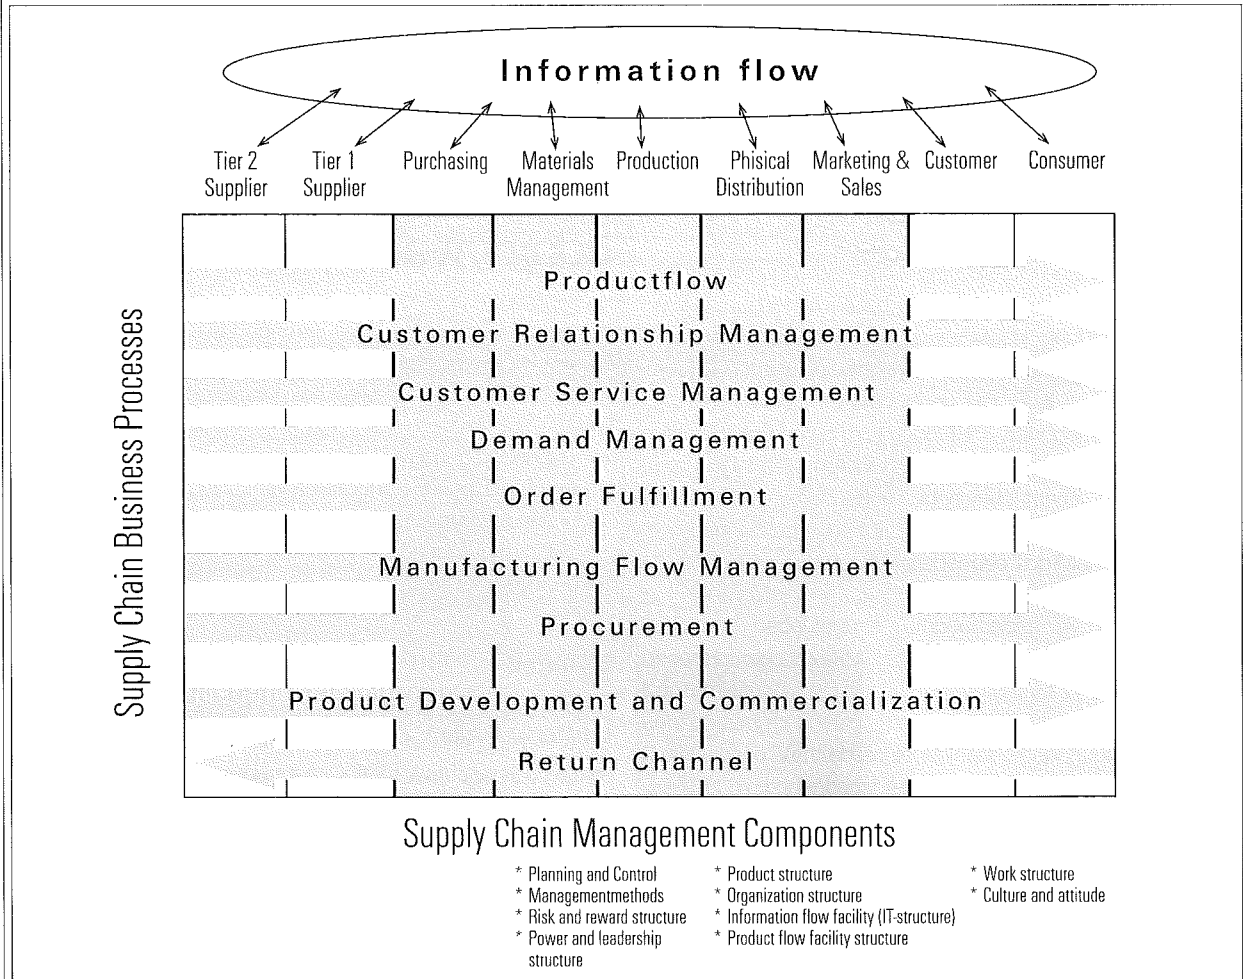 Information flow
Tier 2
Supplier
Tier 1
Supplier
Purchasing
Materials
Management
Production
Phisical
Distribution
Marketing &
Sales
Customer
Consumer
Supply Chain Business Processes
Productflow
Customer Relationship Management
Customer Service Management
Demand Management
Order Fulfillment
Manufacturing Flow Management
Procurement
Product Development and Commercialization
Return Channel
Supply Chain Management Components
* Planning and Control
* Managementmethods
* Risk and reward structure
* Power and leadership
structure
* Product structure
* Organization structure
* Information flow facility (IT-structure)
* Product flow facility structure
* Work structure
* Culture and attitude